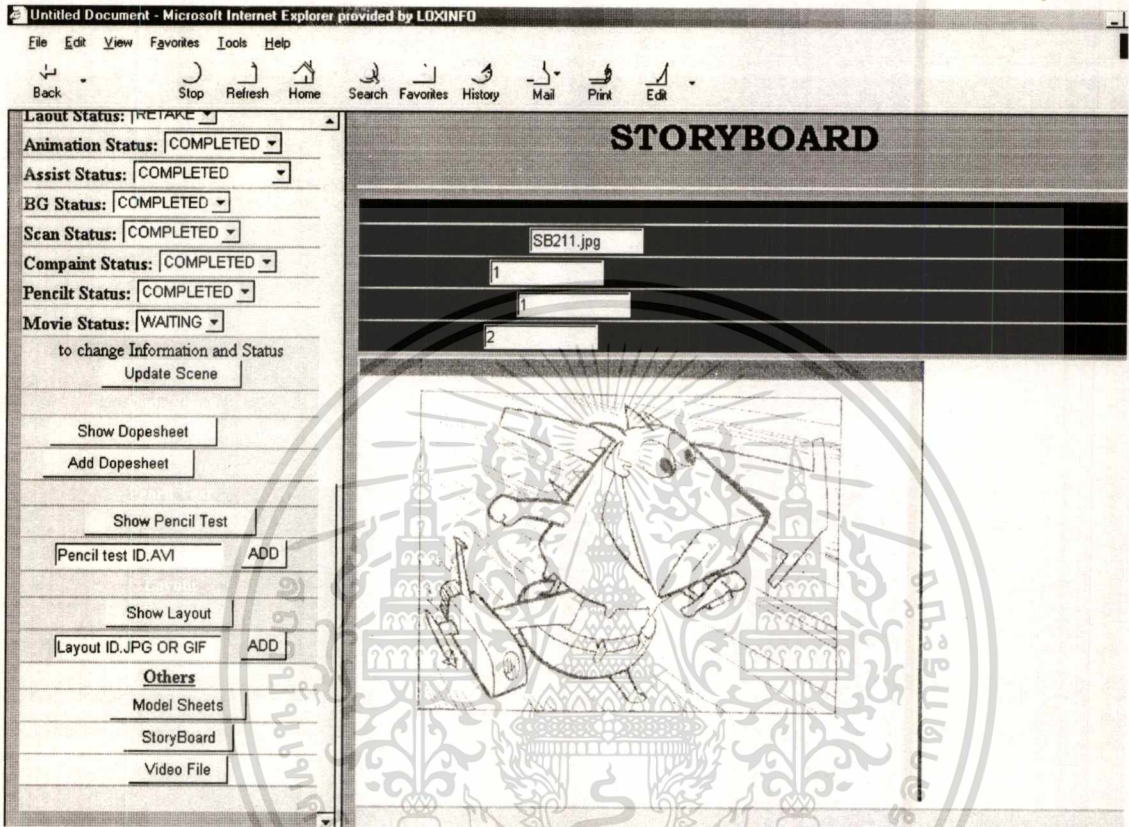 Untitled Document - Microsoft Internet Explorer provided by LOXINFO
File Edit View Favorites Tools Help
Back Stop Refresh Home Search Favorites History Mail Print Edit
Laout Status: RETAKE
Animation Status: COMPLETED
Assist Status: COMPLETED
BG Status: COMPLETED
Scan Status: COMPLETED
Compaint Status: COMPLETED
Pencilt Status: COMPLETED
Movie Status: WAITING
to change Information and Status
Update Scene
Show Dopesheet
Add Dopesheet
Show Pencil Test
Pencil test ID.AVI ADD
Layout
Show Layout
Layout ID.JPG OR GIF ADD
Others
Model Sheets
StoryBoard
Video File
STORYBOARD
SB211.jpg
1
1
2